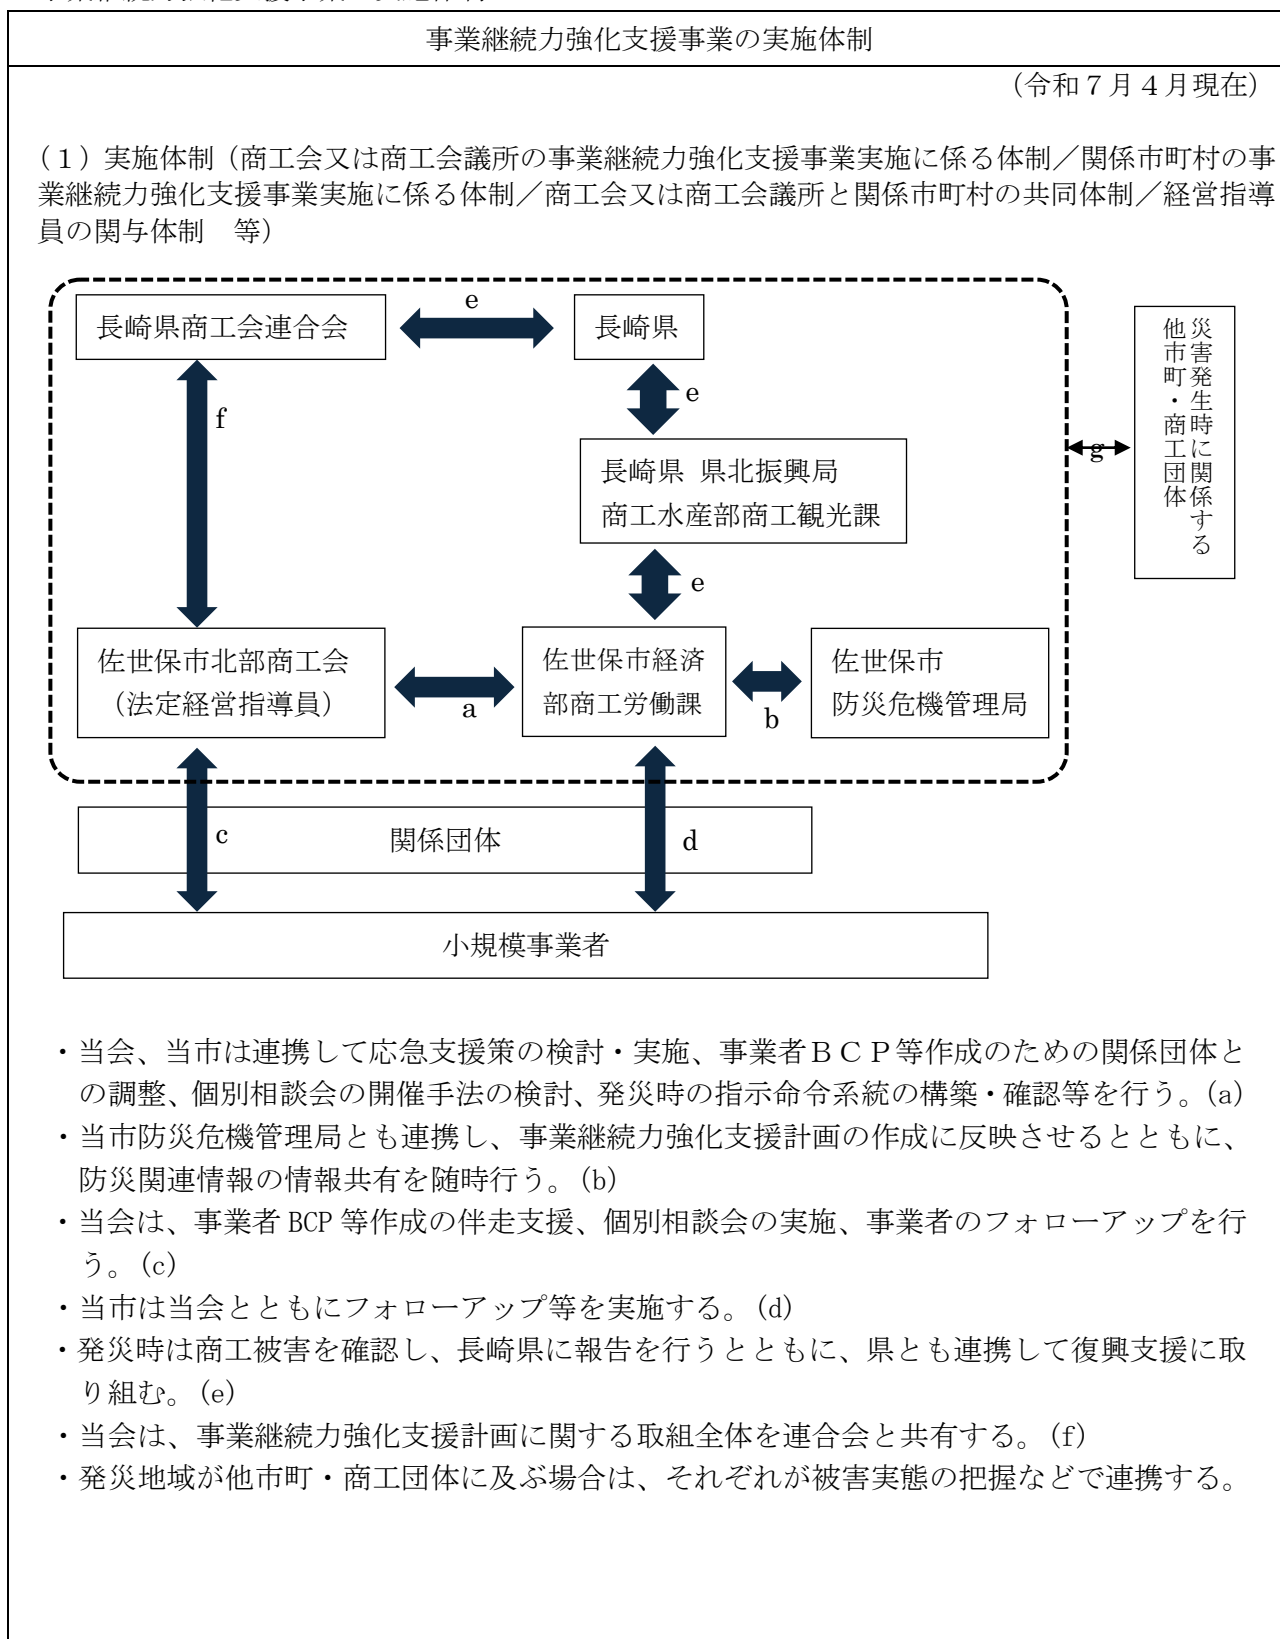 事業継続力強化支援事業の実施体制
（令和７月４月現在）
（１）実施体制（商工会又は商工会議所の事業継続力強化支援事業実施に係る体制／関係市町村の事
業継続力強化支援事業実施に係る体制／商工会又は商工会議所と関係市町村の共同体制／経営指導
員の関与体制　等）
長崎県商工会連合会
e
長崎県
災害発生時に関係する
他市町・商工団体
f
e
g
長崎県 県北振興局
商工水産部商工観光課
e
佐世保市北部商工会
（法定経営指導員）
a
佐世保市経済
部商工労働課
b
佐世保市
防災危機管理局
c
関係団体
d
小規模事業者
・当会、当市は連携して応急支援策の検討・実施、事業者ＢＣＰ等作成のための関係団体と
の調整、個別相談会の開催手法の検討、発災時の指示命令系統の構築・確認等を行う。(a)
・当市防災危機管理局とも連携し、事業継続力強化支援計画の作成に反映させるとともに、
防災関連情報の情報共有を随時行う。(b)
・当会は、事業者 BCP 等作成の伴走支援、個別相談会の実施、事業者のフォローアップを行
う。(c)
・当市は当会とともにフォローアップ等を実施する。(d)
・発災時は商工被害を確認し、長崎県に報告を行うとともに、県とも連携して復興支援に取
り組む。(e)
・当会は、事業継続力強化支援計画に関する取組全体を連合会と共有する。(f)
・発災地域が他市町・商工団体に及ぶ場合は、それぞれが被害実態の把握などで連携する。